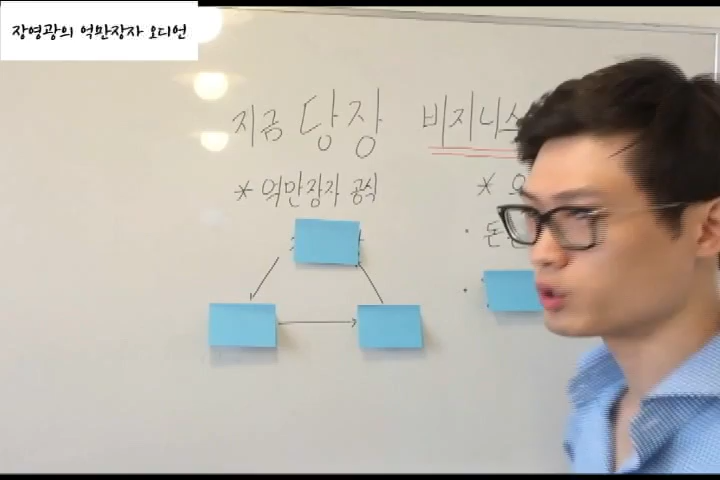 장영광의 억만장자 오디언
지금 당장 비지니스
* 억만장자 공식
*
· 돈
·